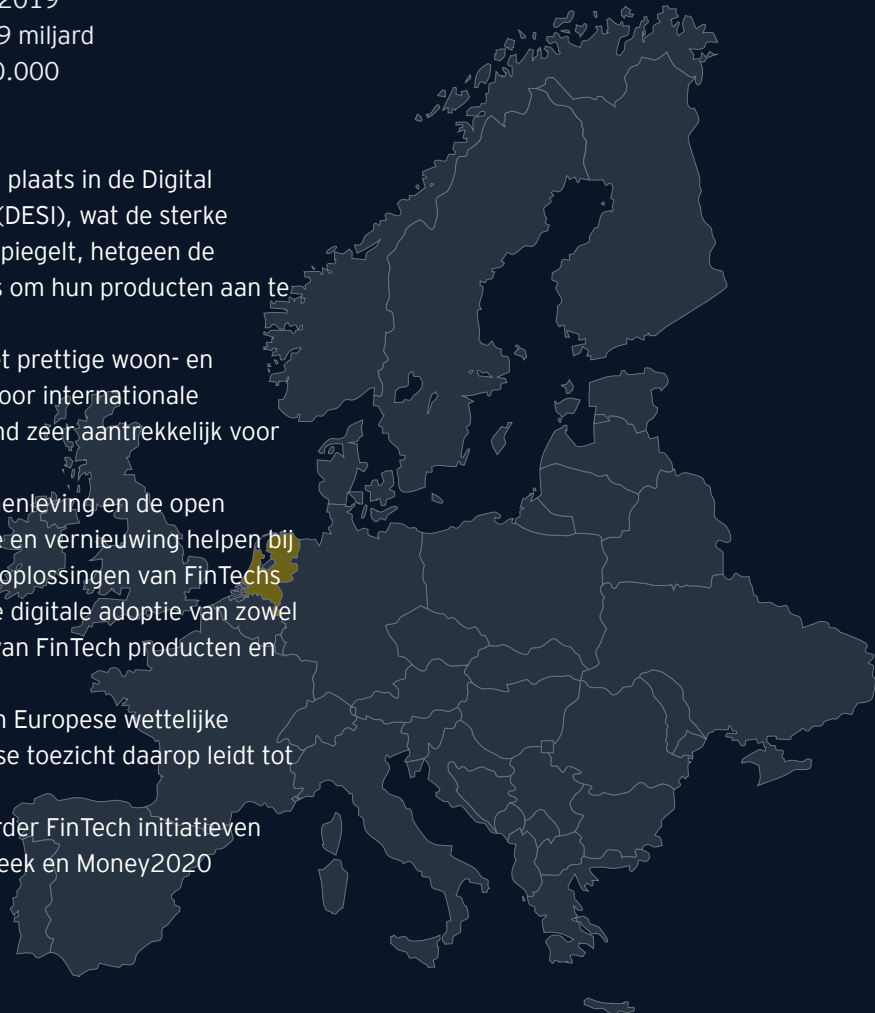 2019
9 miljard
0.000
plaats in de Digital
(DESI), wat de sterke
piegelt, hetgeen de
s om hun producten aan te
t prettige woon- en
oor internationale
nd zeer aantrekkelijk voor
enleving en de open
e en vernieuwing helpen bij
oplossingen van FinTechs
e digitale adoptie van zowel
van FinTech producten en
n Europese wettelijke
se toezicht daarop leidt tot
rder FinTech initiatieven
eek en Money2020